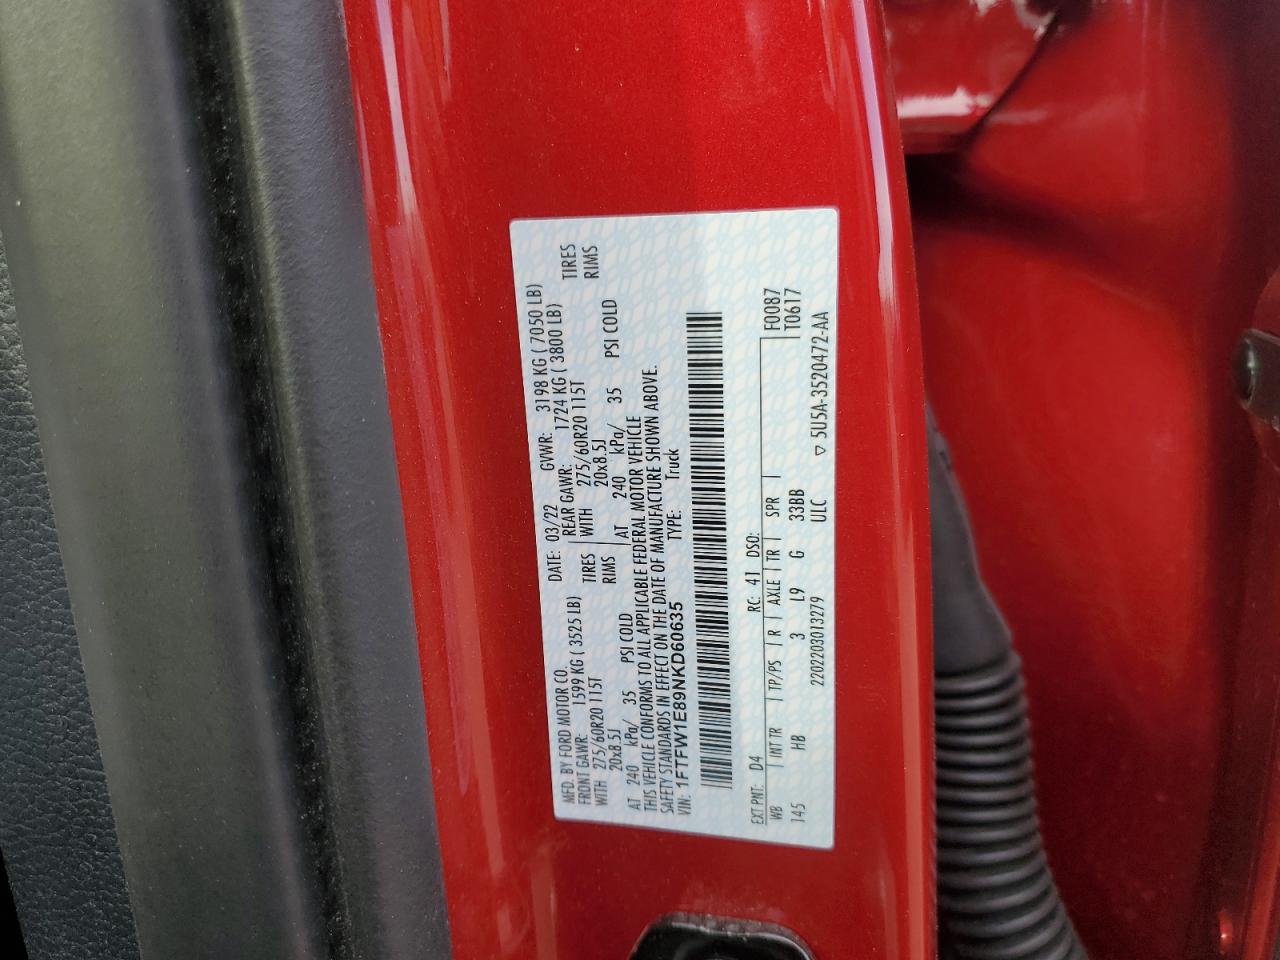 MFD. BY FORD MOTOR CO. DATE: 03/22 GVWR: 3198 KG ( 7050 LB)
FRONT GAWR: 1599 KG ( 3525 LB) REAR GAWR: 1724 KG ( 3800 LB)
WITH 275/60R20 115T TIRES WITH 275/60R20 115T TIRES
20x8.5J RIMS 20x8.5J RIMS
AT 240 kPa/ 35 PSI COLD AT 240 kPa/ 35 PSI COLD
THIS VEHICLE CONFORMS TO ALL APPLICABLE FEDERAL MOTOR VEHICLE
SAFETY STANDARDS IN EFFECT ON THE DATE OF MANUFACTURE SHOWN ABOVE.
VIN: 1FTFW1E89NKD60635 TYPE: Truck
EXT PNT: D4 RC: 41 DSO: F0087
WB INT TR TP/PS R AXLE TR SPR T0617
145 HB 3 L9 G 33BB
2202203013279 ULC ▽ 5U5A-3520472-AA